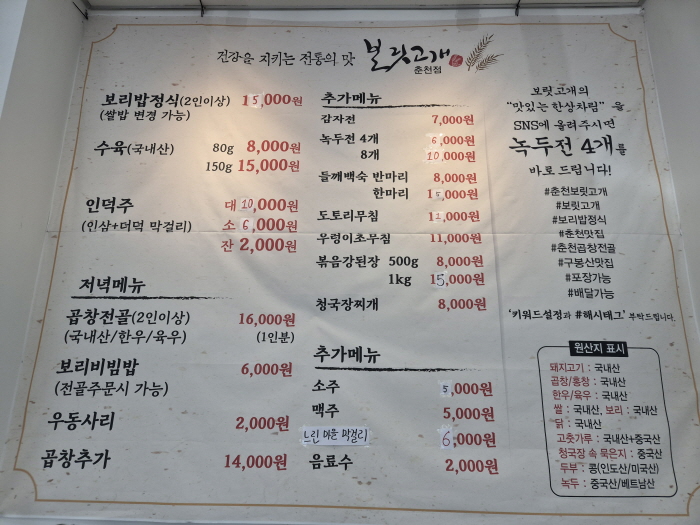 건강을 지키는 전통의 맛 보릿고개
춘천점
보리밥정식(2인이상) 15,000원
(쌀밥 변경 가능)
수육(국내산) 80g 8,000원
150g 15,000원
인덕주 대 10,000원
(인삼+더덕 막걸리) 소 6,000원
잔 2,000원
저녁메뉴
곱창전골(2인이상) 16,000원
(국내산/한우/육우) (1인분)
보리비빔밥 6,000원
(전골주문시 가능)
우동사리 2,000원
곱창추가 14,000원
추가메뉴
감자전 7,000원
녹두전 4개 6,000원
8개 10,000원
들깨백숙 반마리 8,000원
한마리 15,000원
도토리무침 11,000원
우렁이초무침 11,000원
볶음강된장 500g 8,000원
1kg 15,000원
청국장찌개 8,000원
추가메뉴
소주 5,000원
맥주 5,000원
느린마을 막걸리 6,000원
음료수 2,000원
보릿고개의
"맛있는 한상차림" 을
SNS에 올려주시면
녹두전 4개를
바로 드립니다!
#춘천보릿고개
#보릿고개
#보리밥정식
#춘천맛집
#춘천곱창전골
#구봉산맛집
#포장가능
#배달가능
'키워드설정과 #해시태그' 부탁드립니다.
원산지 표시
돼지고기 : 국내산
곱창/홍창 : 국내산
한우/육우 : 국내산
쌀 : 국내산, 보리 : 국내산
닭 : 국내산
고춧가루 : 국내산+중국산
청국장 속 묵은지 : 중국산
두부 : 콩(인도산/미국산)
녹두 : 중국산/베트남산